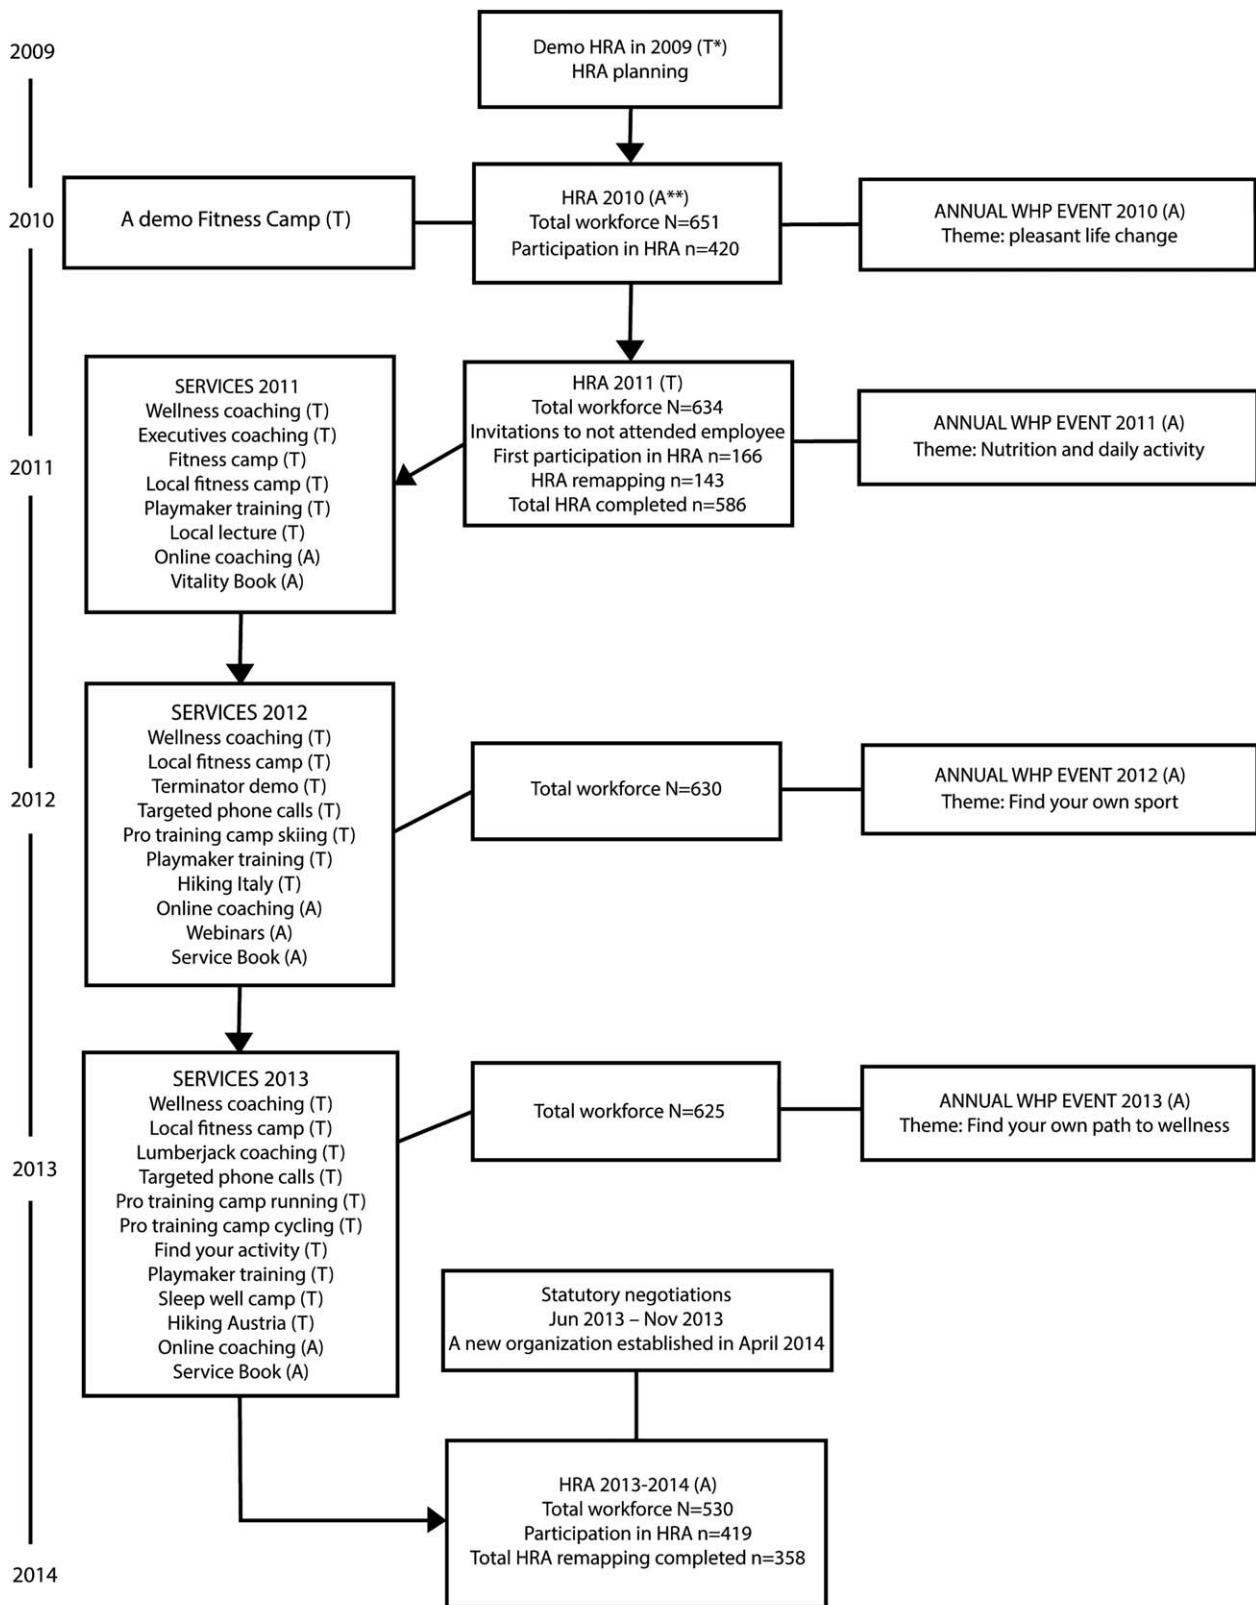 2009
Demo HRA in 2009 (T*)
HRA planning
2010
A demo Fitness Camp (T)
HRA 2010 (A**)
Total workforce N=651
Participation in HRA n=420
ANNUAL WHP EVENT 2010 (A)
Theme: pleasant life change
2011
SERVICES 2011
Wellness coaching (T)
Executives coaching (T)
Fitness camp (T)
Local fitness camp (T)
Playmaker training (T)
Local lecture (T)
Online coaching (A)
Vitality Book (A)
HRA 2011 (T)
Total workforce N=634
Invitations to not attended employee
First participation in HRA n=166
HRA remapping n=143
Total HRA completed n=586
ANNUAL WHP EVENT 2011 (A)
Theme: Nutrition and daily activity
2012
SERVICES 2012
Wellness coaching (T)
Local fitness camp (T)
Terminator demo (T)
Targeted phone calls (T)
Pro training camp skiing (T)
Playmaker training (T)
Hiking Italy (T)
Online coaching (A)
Webinars (A)
Service Book (A)
Total workforce N=630
ANNUAL WHP EVENT 2012 (A)
Theme: Find your own sport
2013
SERVICES 2013
Wellness coaching (T)
Local fitness camp (T)
Lumberjack coaching (T)
Targeted phone calls (T)
Pro training camp running (T)
Pro training camp cycling (T)
Find your activity (T)
Playmaker training (T)
Sleep well camp (T)
Hiking Austria (T)
Online coaching (A)
Service Book (A)
Total workforce N=625
ANNUAL WHP EVENT 2013 (A)
Theme: Find your own path to wellness
Statutory negotiations
Jun 2013 – Nov 2013
A new organization established in April 2014
HRA 2013-2014 (A)
Total workforce N=530
Participation in HRA n=419
Total HRA remapping completed n=358
2014